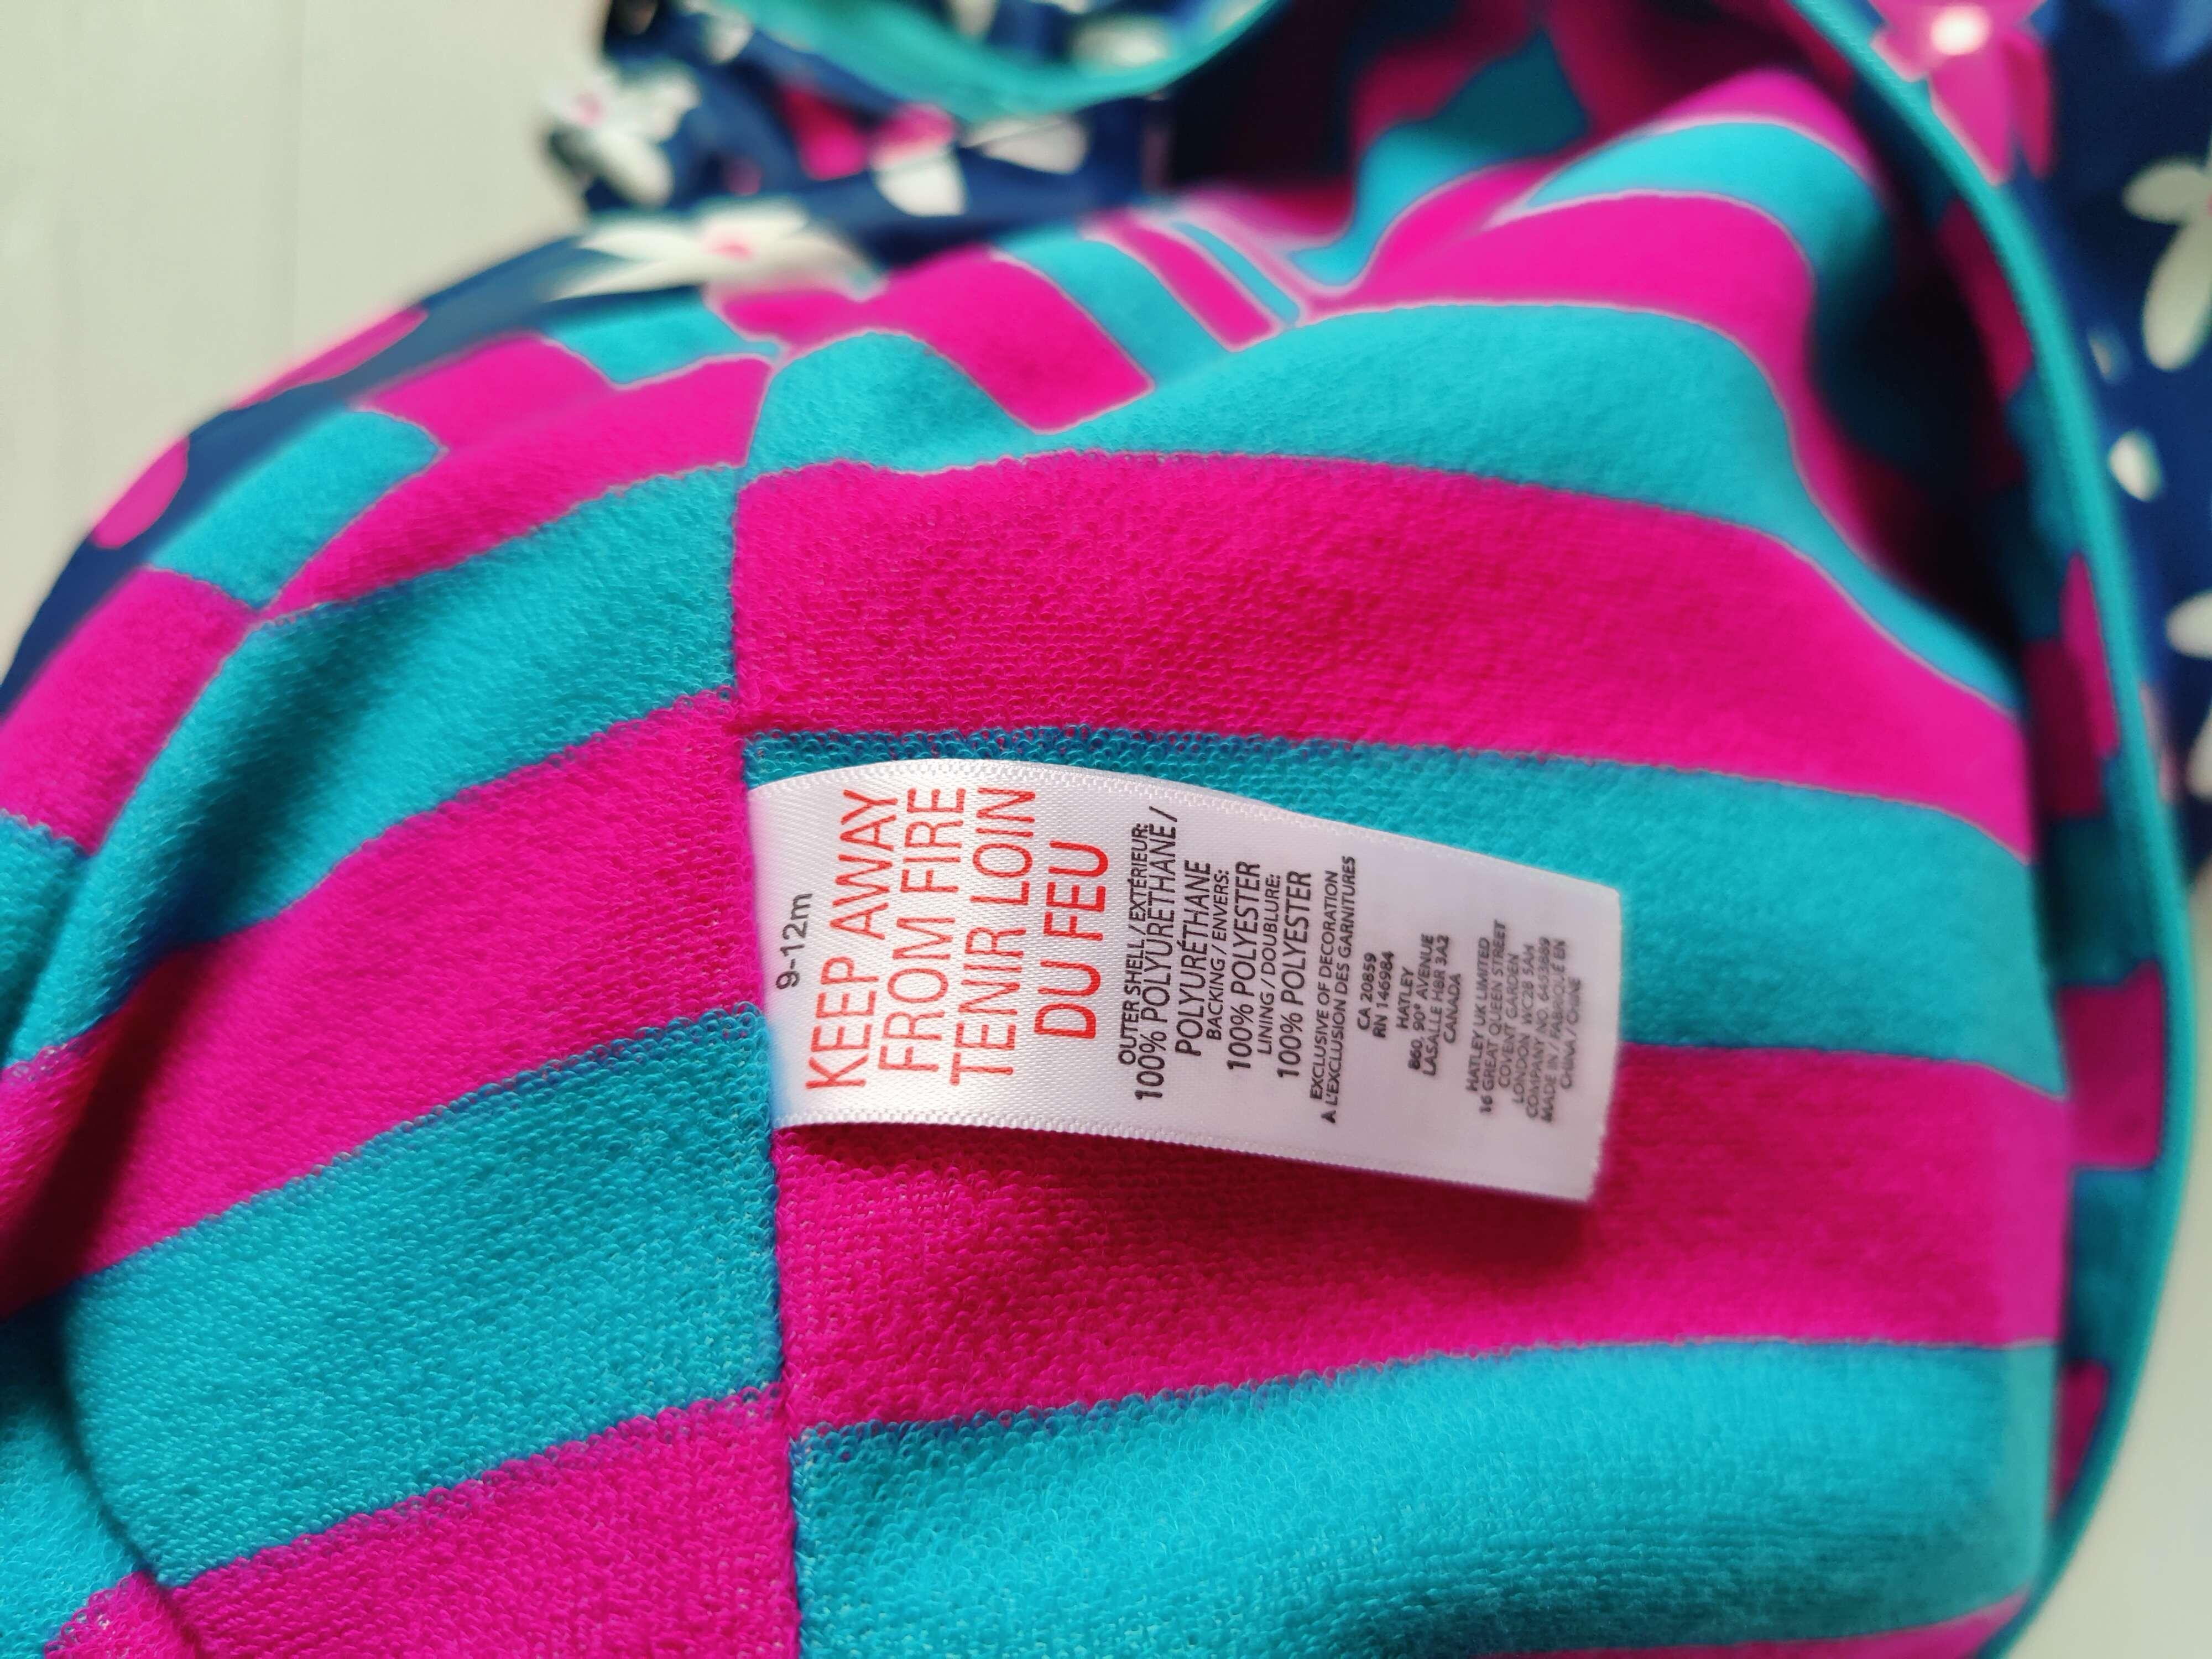 9-12m
KEEP AWAY
FROM FIRE
TENIR LOIN
DU FEU
OUTER SHELL / EXTÉRIEUR:
100% POLYURETHANE /
POLYURÉTHANE
BACKING / ENVERS:
100% POLYESTER
LINING / DOUBLURE:
100% POLYESTER
EXCLUSIVE OF DECORATION
À L'EXCLUSION DES GARNITURES
CA 20859
RN 146984
HATLEY
860, 90e AVENUE
LASALLE H8R 3A2
CANADA
HATLEY UK LIMITED
16 GREAT QUEEN STREET
COVENT GARDEN
LONDON WC2B 5AH
COMPANY NO. 6403889
MADE IN / FABRIQUÉ EN
CHINA / CHINE